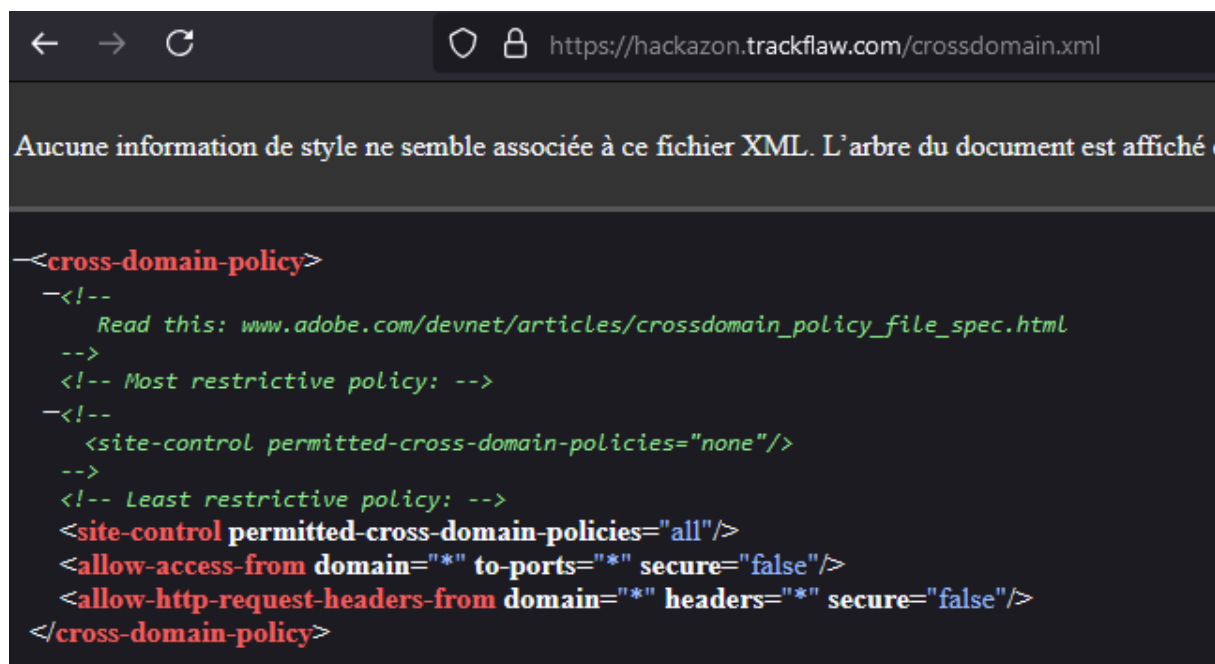 https://hackazon.trackflaw.com/crossdomain.xml
Aucune information de style ne semble associée à ce fichier XML. L’arbre du document est affiché
−<cross-domain-policy>
−<!--
Read this: www.adobe.com/devnet/articles/crossdomain_policy_file_spec.html
-->
<!-- Most restrictive policy: -->
−<!--
<site-control permitted-cross-domain-policies="none"/>
-->
<!-- Least restrictive policy: -->
<site-control permitted-cross-domain-policies="all"/>
<allow-access-from domain="*" to-ports="*" secure="false"/>
<allow-http-request-headers-from domain="*" headers="*" secure="false"/>
</cross-domain-policy>